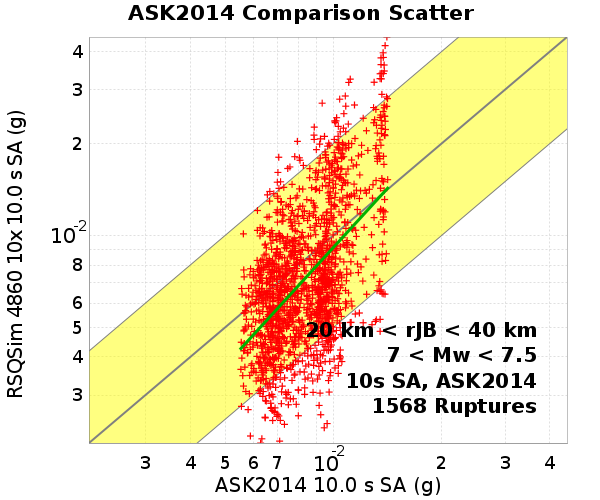 ASK2014 Comparison Scatter
RSQSim 4860 10x 10.0 s SA (g)
4
3
2
10-2
8
6
5
4
3
20 km < rJB < 40 km
7 < Mw < 7.5
10s SA, ASK2014
1568 Ruptures
3 4 5 6 7 10-2 2 3 4
ASK2014 10.0 s SA (g)